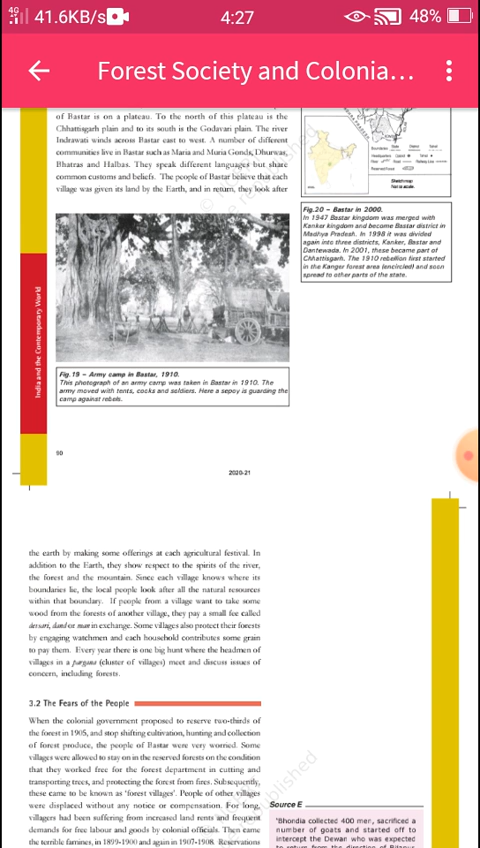 4G 41.6KB/s 4:27 48%
Forest Society and Colonia...
of Bastar is on a plateau. To the north of this plateau is the
Chhattisgarh plain and to its south is the Godavari plain. The river
Indrawati winds across Bastar east to west. A number of different
communities live in Bastar such as Maria and Muria Gonds, Dhurwas,
Bhatras and Halbas. They speak different languages but share
common customs and beliefs. The people of Bastar believe that each
village was given its land by the Earth, and in return, they look after
Sketch map
Not to scale
Fig.20 – Bastar in 2000.
In 1947 Bastar kingdom was merged with
Kanker kingdom and become Bastar district in
Madhya Pradesh. In 1998 it was divided
again into three districts, Kanker, Bastar and
Dantewada. In 2001, these became part of
Chhattisgarh. The 1910 rebellion first started
in the Kanger forest area (encircled) and soon
spread to other parts of the state.
India and the Contemporary World
Fig.19 – Army camp in Bastar, 1910.
This photograph of an army camp was taken in Bastar in 1910. The
army moved with tents, cooks and soldiers. Here a sepoy is guarding the
camp against rebels.
90
2020-21
the earth by making some offerings at each agricultural festival. In
addition to the Earth, they show respect to the spirits of the river,
the forest and the mountain. Since each village knows where its
boundaries lie, the local people look after all the natural resources
within that boundary. If people from a village want to take some
wood from the forests of another village, they pay a small fee called
devsari, dand or man in exchange. Some villages also protect their forests
by engaging watchmen and each household contributes some grain
to pay them. Every year there is one big hunt where the headmen of
villages in a pargana (cluster of villages) meet and discuss issues of
concern, including forests.
3.2 The Fears of the People
When the colonial government proposed to reserve two-thirds of
the forest in 1905, and stop shifting cultivation, hunting and collection
of forest produce, the people of Bastar were very worried. Some
villages were allowed to stay on in the reserved forests on the condition
that they worked free for the forest department in cutting and
transporting trees, and protecting the forest from fires. Subsequently,
these came to be known as 'forest villages'. People of other villages
were displaced without any notice or compensation. For long,
villagers had been suffering from increased land rents and frequent
demands for free labour and goods by colonial officials. Then came
the terrible famines, in 1899-1900 and again in 1907-1908. Reservations
Source E
'Bhondia collected 400 men, sacrificed a
number of goats and started off to
intercept the Dewan who was expected
to return from the direction of Bijapur.